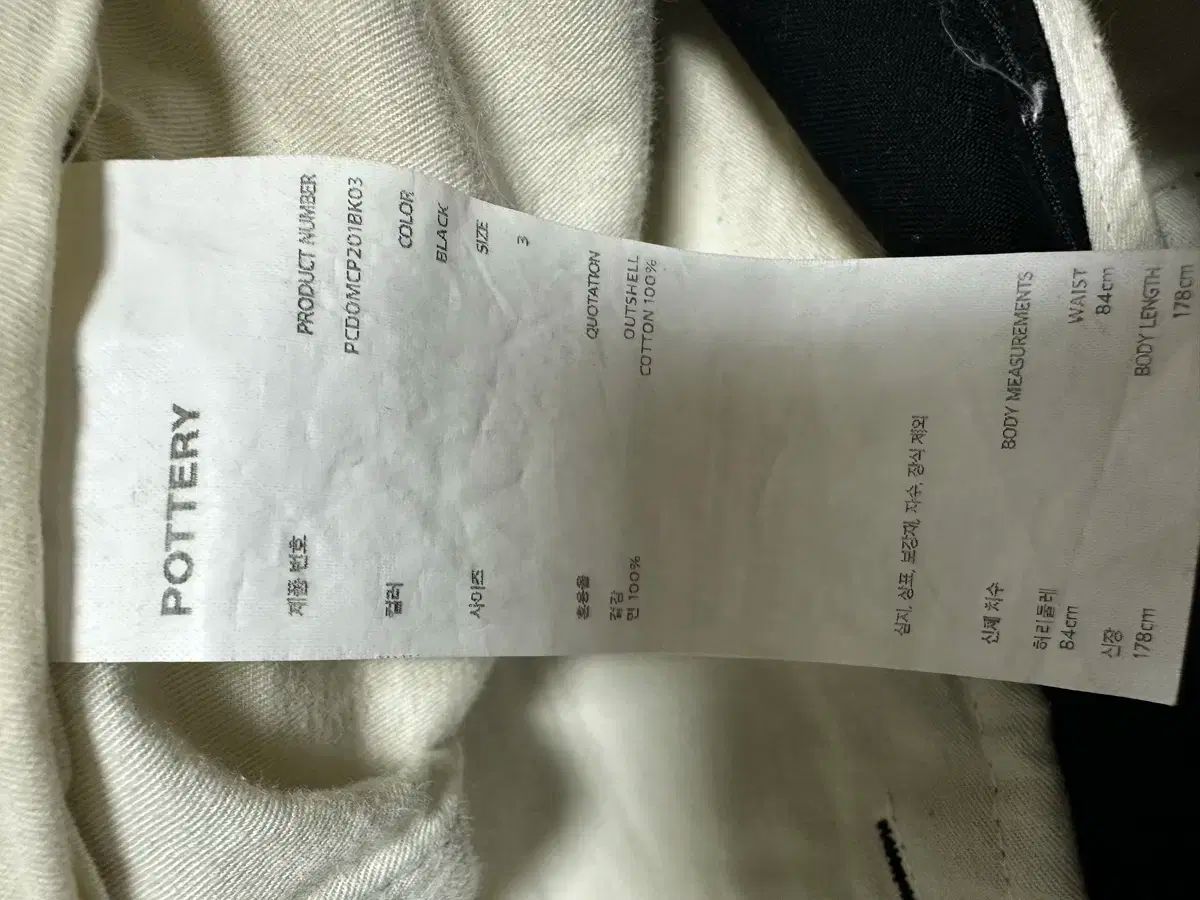 POTTERY
제품 번호 PRODUCT NUMBER
PCDOMCP201BK03
컬러 COLOR
BLACK
사이즈 SIZE
3
혼용율 QUOTATION
겉감 OUTSHELL
면 100% COTTON 100%
심지, 상표, 보강재, 자수, 장식 제외
신체 치수 BODY MEASUREMENTS
허리둘레 WAIST
84cm 84cm
신장 BODY LENGTH
178cm 178cm